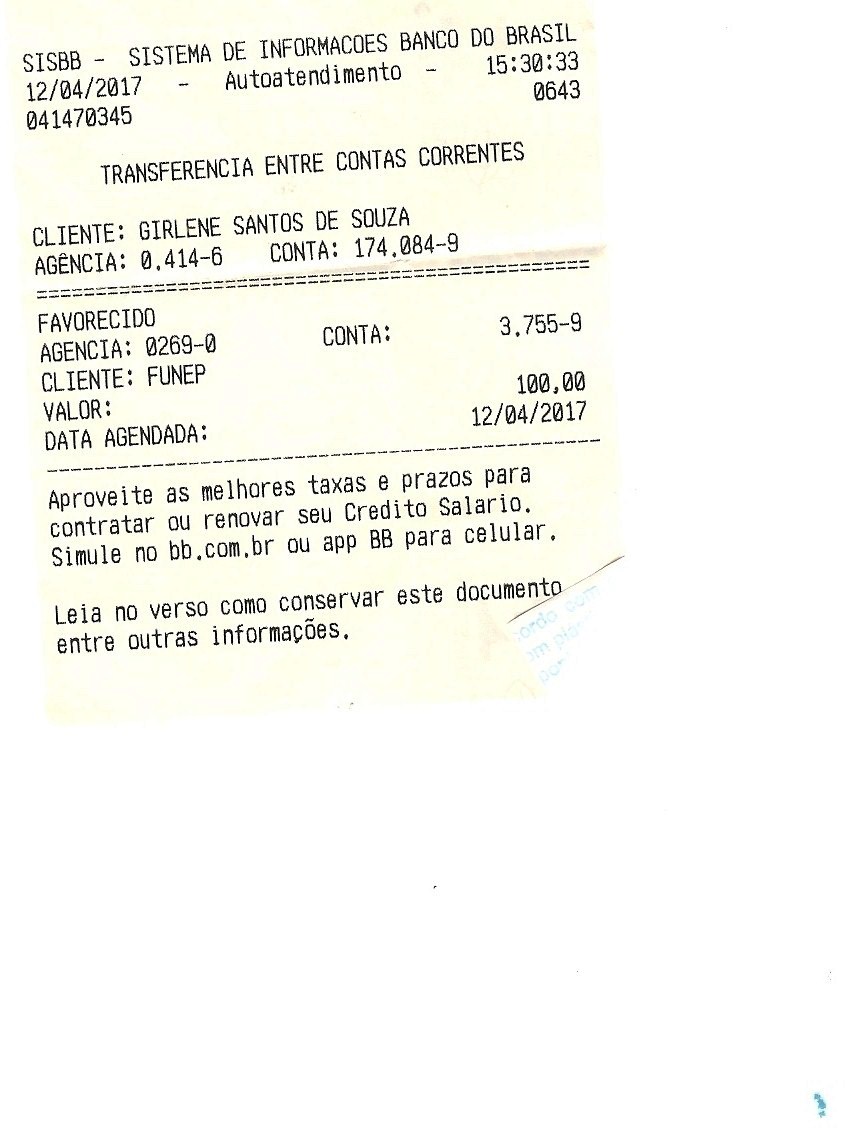 SISBB - SISTEMA DE INFORMACOES BANCO DO BRASIL
12/04/2017 - Autoatendimento - 15:30:33
041470345 0643
TRANSFERENCIA ENTRE CONTAS CORRENTES
CLIENTE: GIRLENE SANTOS DE SOUZA
AGÊNCIA: 0.414-6 CONTA: 174.084-9
================================================
FAVORECIDO
AGENCIA: 0269-0 CONTA: 3.755-9
CLIENTE: FUNEP
VALOR: 100,00
DATA AGENDADA: 12/04/2017
------------------------------------------------
Aproveite as melhores taxas e prazos para
contratar ou renovar seu Credito Salario.
Simule no bb.com.br ou app BB para celular.
Leia no verso como conservar este documento
entre outras informações.